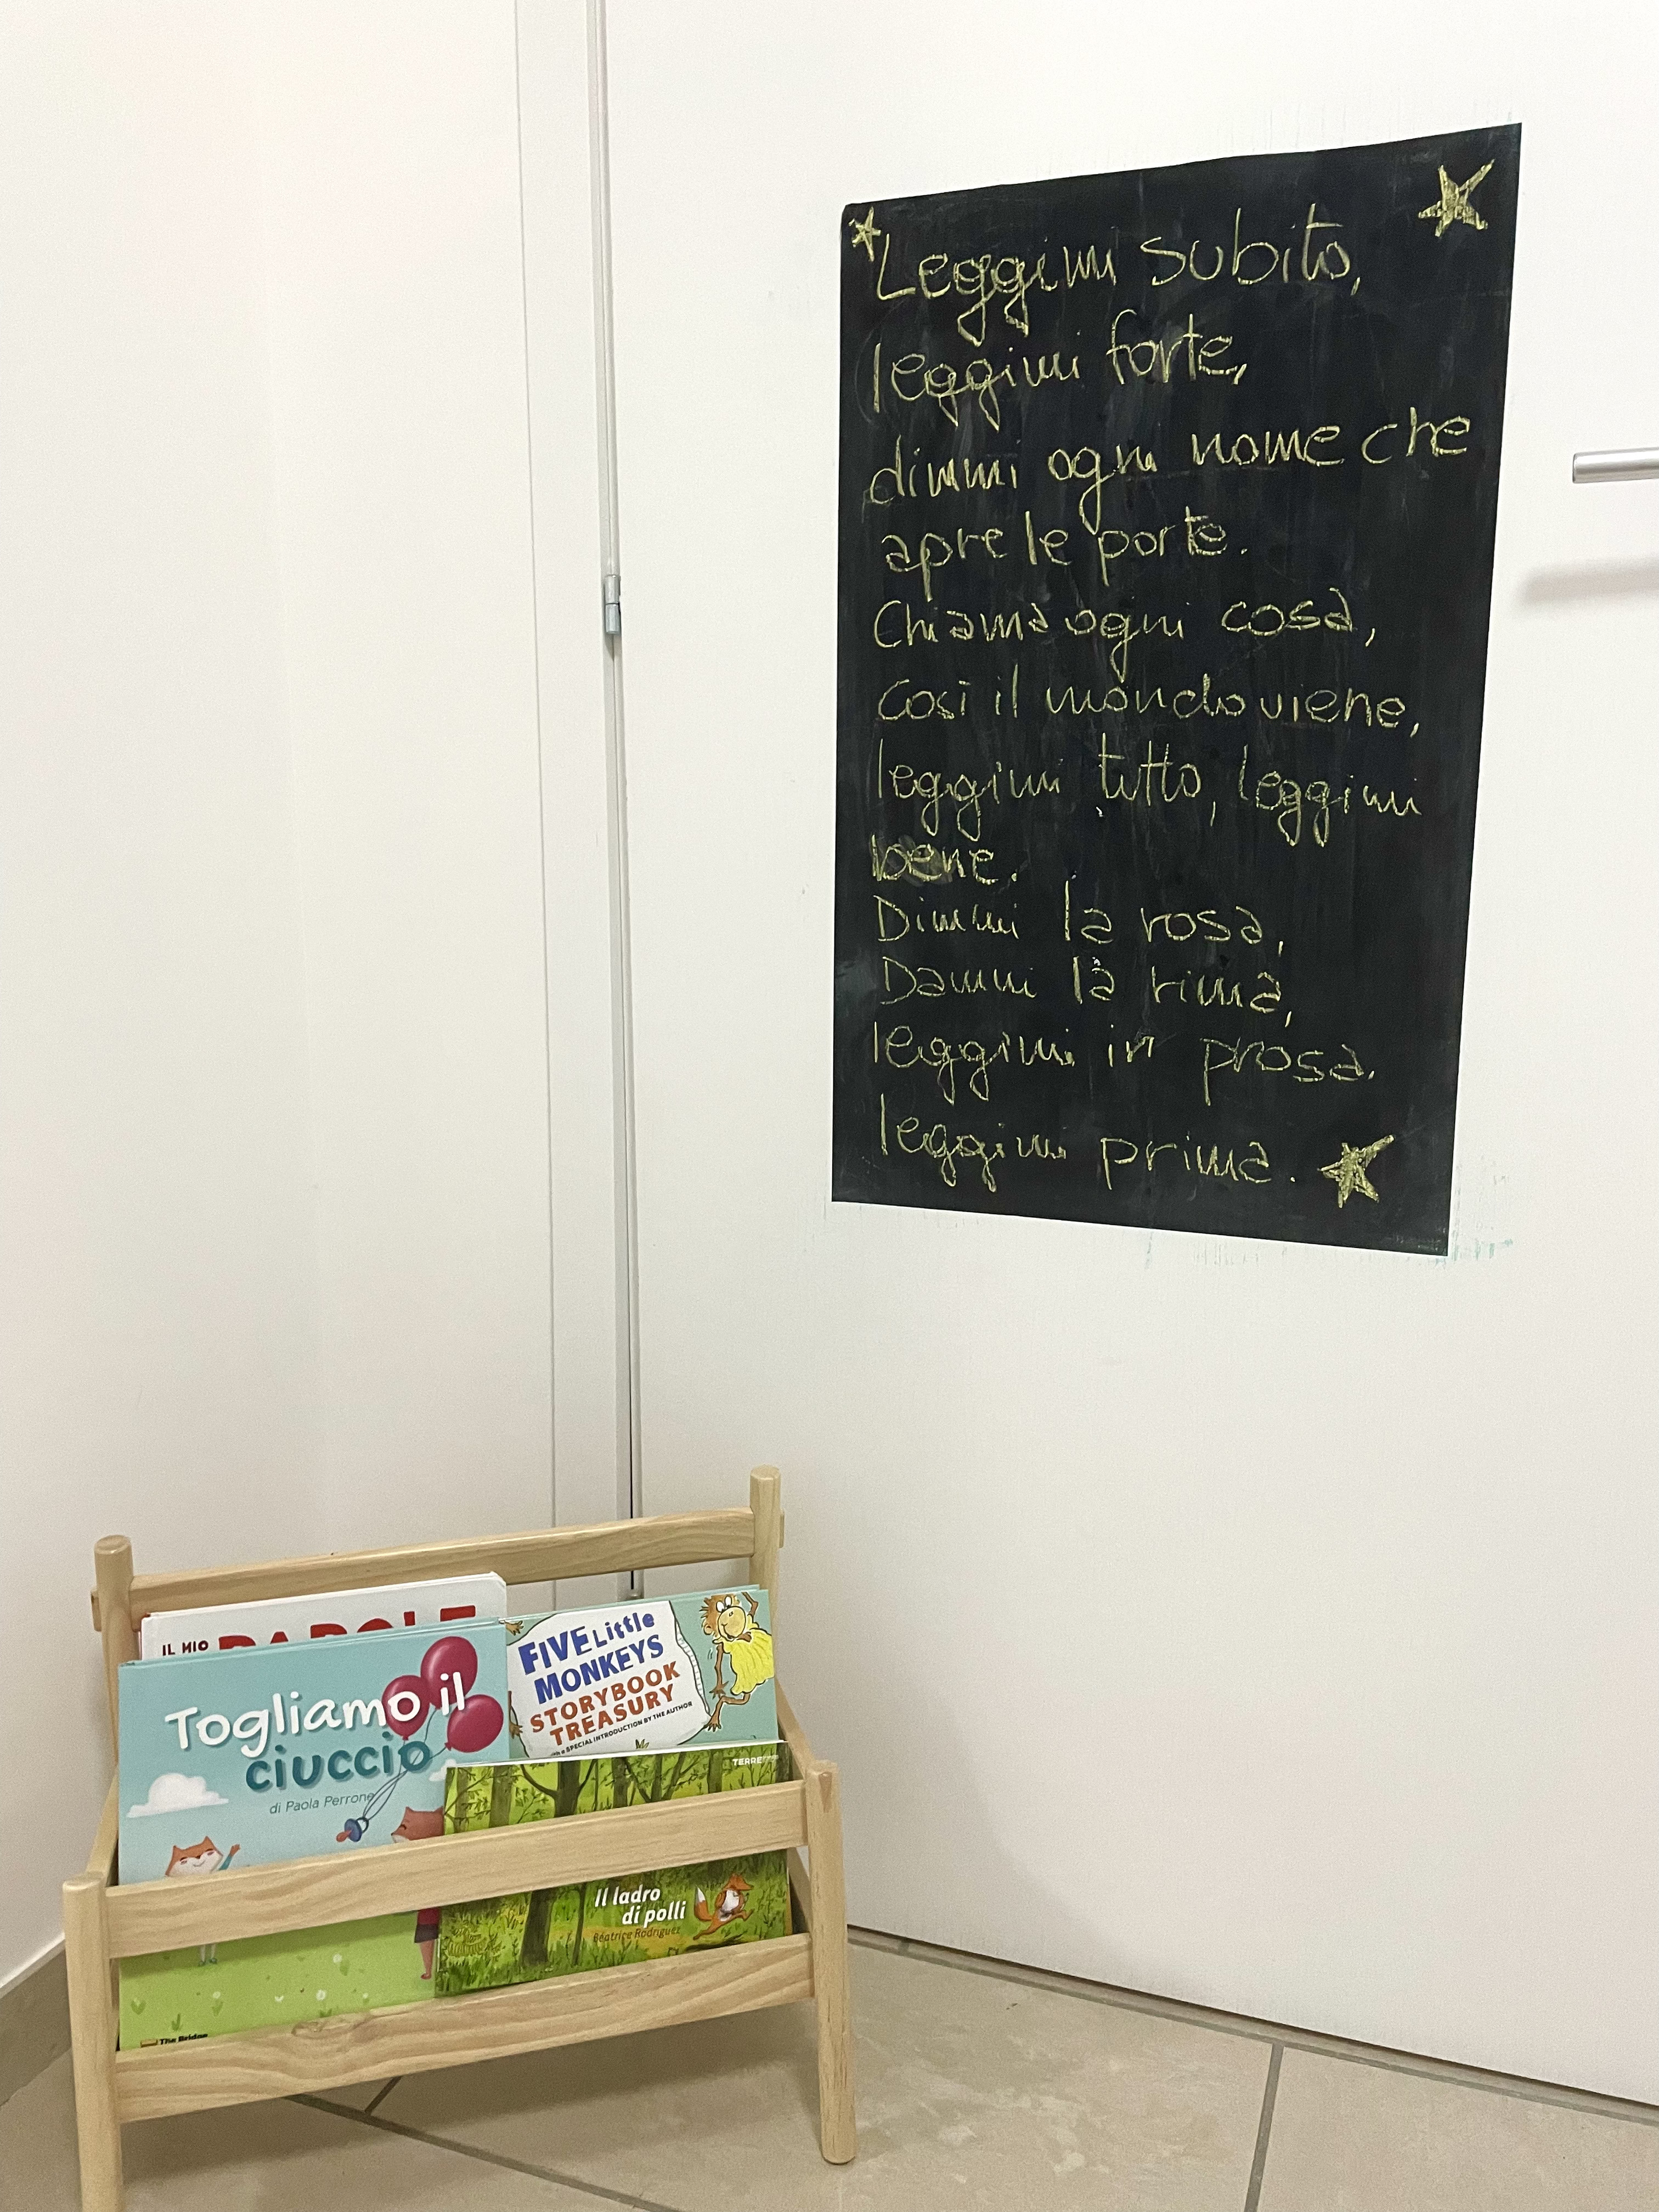 Leggimi subito,
leggimi forte,
dimmi ogni nome che
apre le porte.
Chiama ogni cosa,
così il mondo viene,
leggimi tutto, leggimi
bene.
Dimmi la rosa,
Dammi la rima,
leggimi in prosa.
leggimi prima.
IL MIO
PAROLE
Togliamo il
ciuccio
di Paola Perrone
The Bridge
FIVE Little
MONKEYS
STORYBOOK
TREASURY
with a SPECIAL INTRODUCTION BY THE AUTHOR
TERRE
Il ladro
di polli
Béatrice Rodriguez